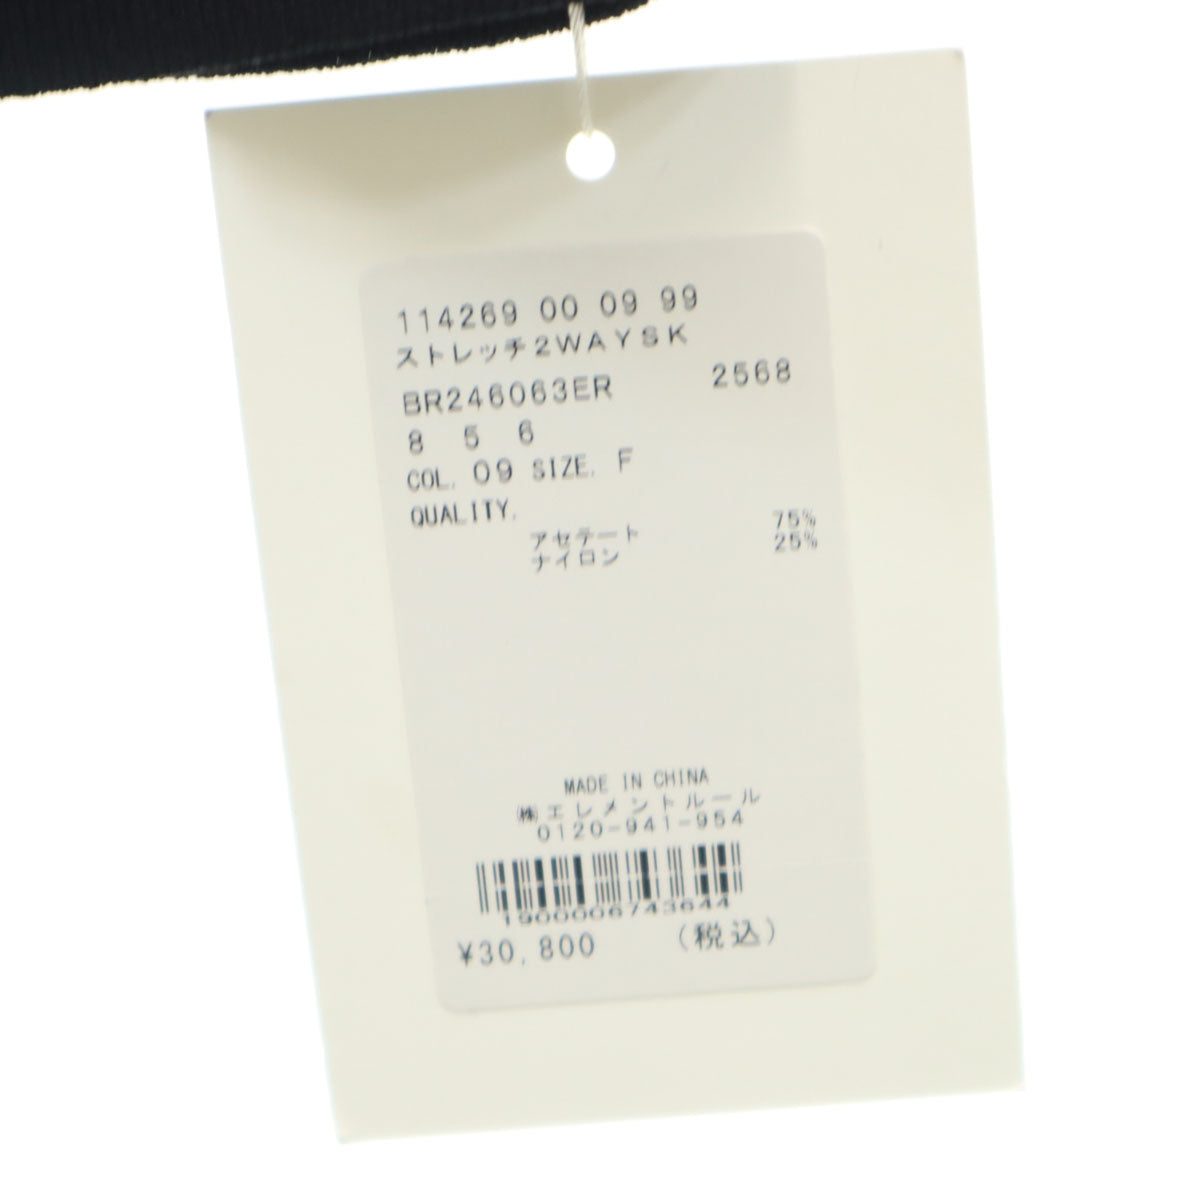 114269 00 09 99
ストレッチ2WAYSK
BR246063ER 2568
8 5 6
COL. 09 SIZE. F
QUALITY.
アセテート 75%
ナイロン 25%
MADE IN CHINA
㈱エレメントルール
0120-941-954
1900006743644
¥30,800 (税込)